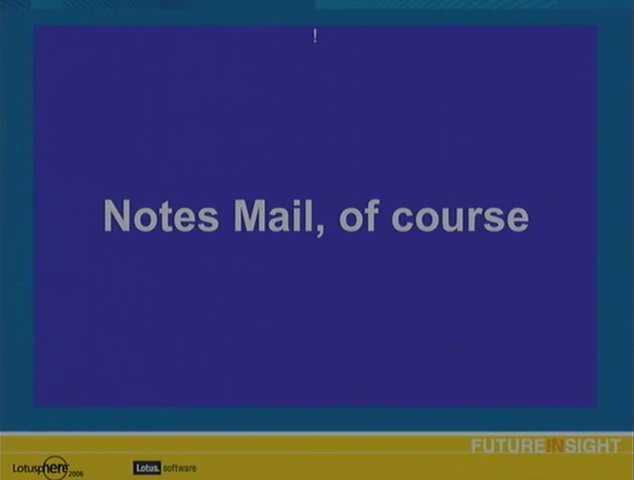 !
Notes Mail, of course
FUTUREINSIGHT
Lotusphere 2006
Lotus. software